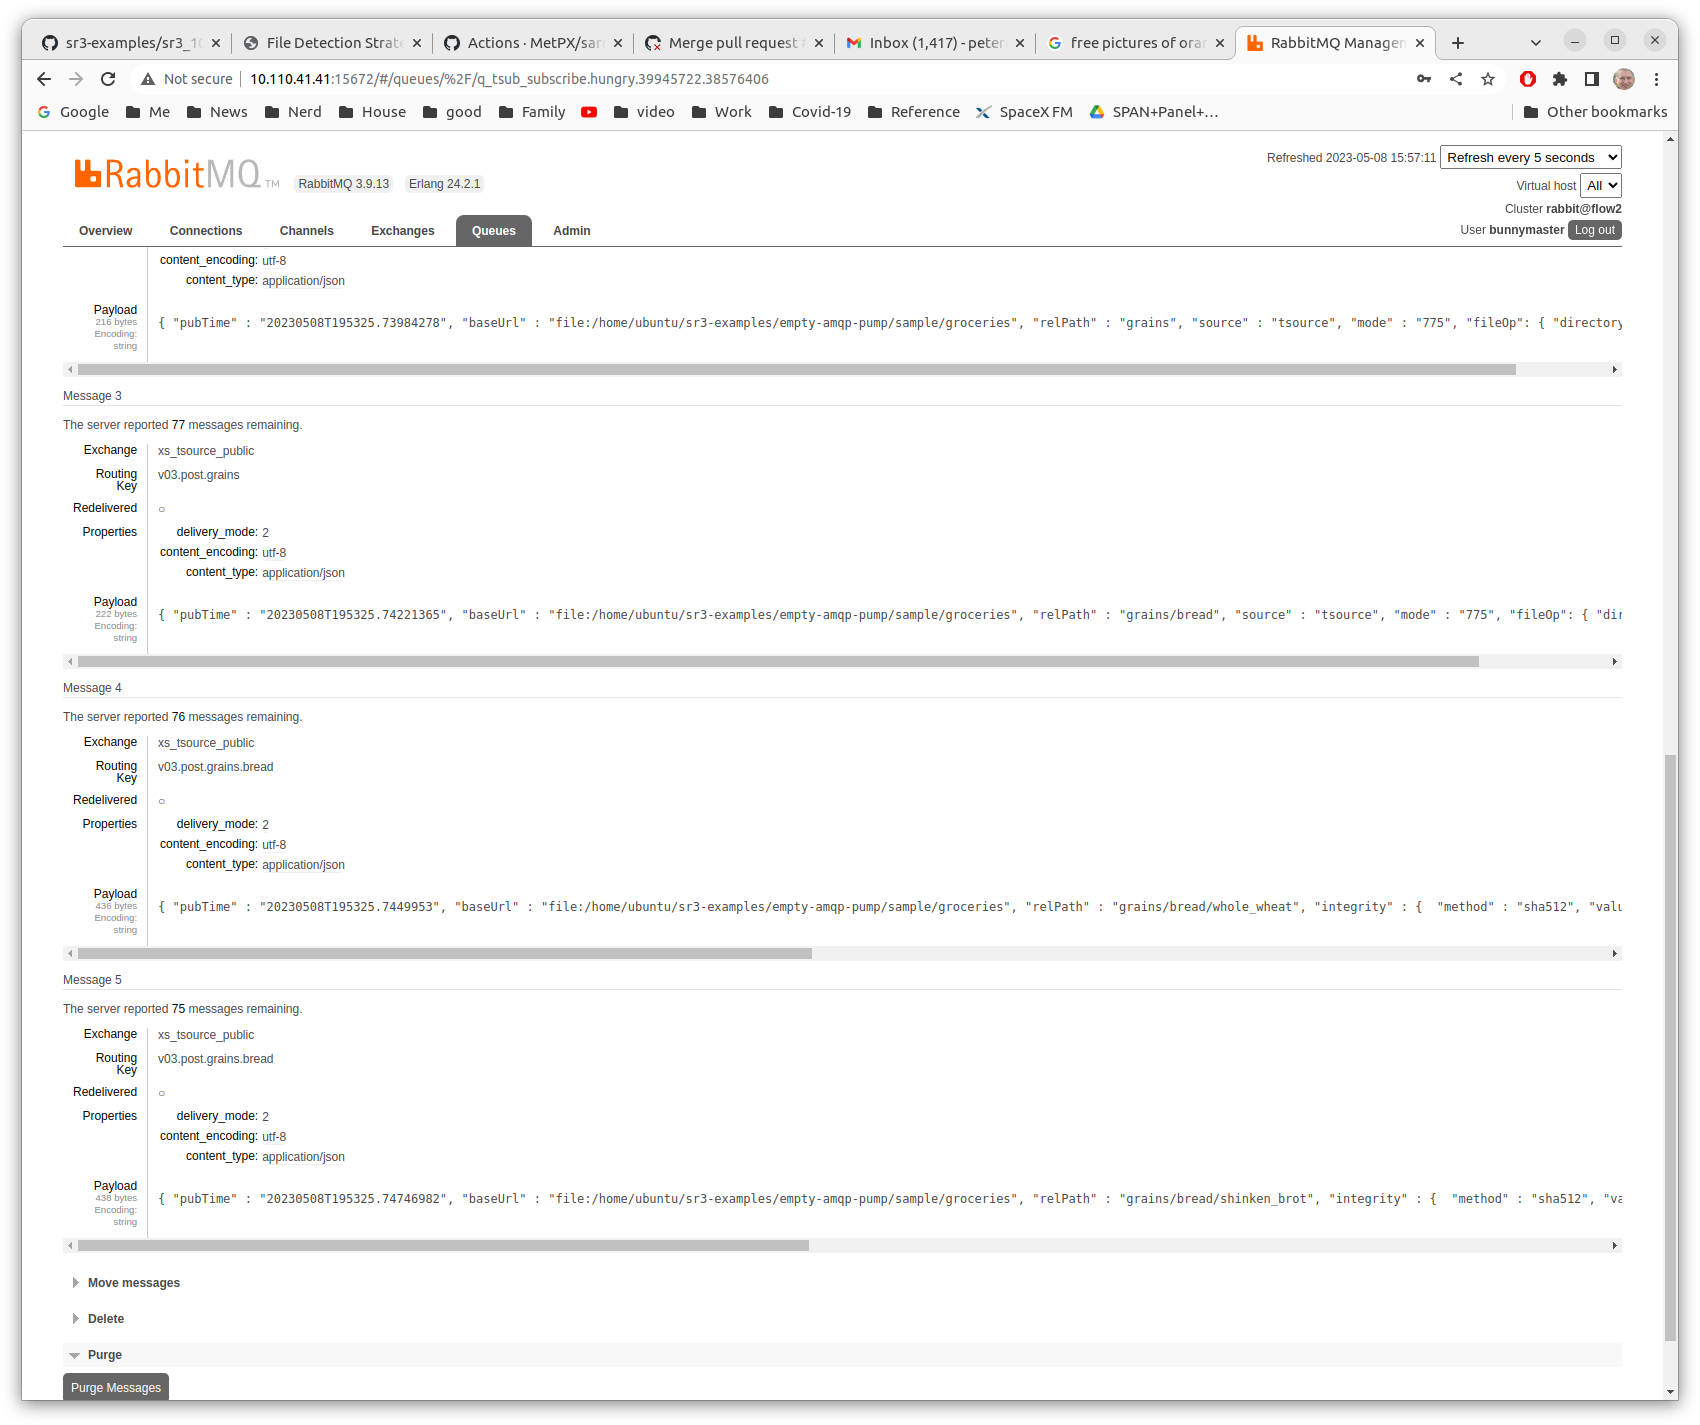 sr3-examples/sr3_10
File Detection Strate
Actions · MetPX/sar
Merge pull request #
Inbox (1,417) - peter
free pictures of oran
RabbitMQ Managem
Not secure
10.110.41.41:15672/#/queues/%2F/q_tsub_subscribe.hungry.39945722.38576406
Google Me News Nerd House good Family video Work Covid-19 Reference SpaceX FM SPAN+Panel+... Other bookmarks
RabbitMQ TM RabbitMQ 3.9.13 Erlang 24.2.1
Refreshed 2023-05-08 15:57:11 Refresh every 5 seconds
Virtual host All
Cluster rabbit@flow2
User bunnymaster Log out
Overview Connections Channels Exchanges Queues Admin
content_encoding: utf-8
content_type: application/json
Payload
216 bytes
Encoding:
string
{ "pubTime" : "20230508T195325.73984278", "baseUrl" : "file:/home/ubuntu/sr3-examples/empty-amqp-pump/sample/groceries", "relPath" : "grains", "source" : "tsource", "mode" : "775", "fileOp": { "directory
Message 3
The server reported 77 messages remaining.
Exchange xs_tsource_public
Routing Key v03.post.grains
Redelivered ○
Properties delivery_mode: 2
content_encoding: utf-8
content_type: application/json
Payload
222 bytes
Encoding:
string
{ "pubTime" : "20230508T195325.74221365", "baseUrl" : "file:/home/ubuntu/sr3-examples/empty-amqp-pump/sample/groceries", "relPath" : "grains/bread", "source" : "tsource", "mode" : "775", "fileOp": { "dir
Message 4
The server reported 76 messages remaining.
Exchange xs_tsource_public
Routing Key v03.post.grains.bread
Redelivered ○
Properties delivery_mode: 2
content_encoding: utf-8
content_type: application/json
Payload
436 bytes
Encoding:
string
{ "pubTime" : "20230508T195325.7449953", "baseUrl" : "file:/home/ubuntu/sr3-examples/empty-amqp-pump/sample/groceries", "relPath" : "grains/bread/whole_wheat", "integrity" : {  "method" : "sha512", "valu
Message 5
The server reported 75 messages remaining.
Exchange xs_tsource_public
Routing Key v03.post.grains.bread
Redelivered ○
Properties delivery_mode: 2
content_encoding: utf-8
content_type: application/json
Payload
438 bytes
Encoding:
string
{ "pubTime" : "20230508T195325.74746982", "baseUrl" : "file:/home/ubuntu/sr3-examples/empty-amqp-pump/sample/groceries", "relPath" : "grains/bread/shinken_brot", "integrity" : {  "method" : "sha512", "va
Move messages
Delete
Purge
Purge Messages